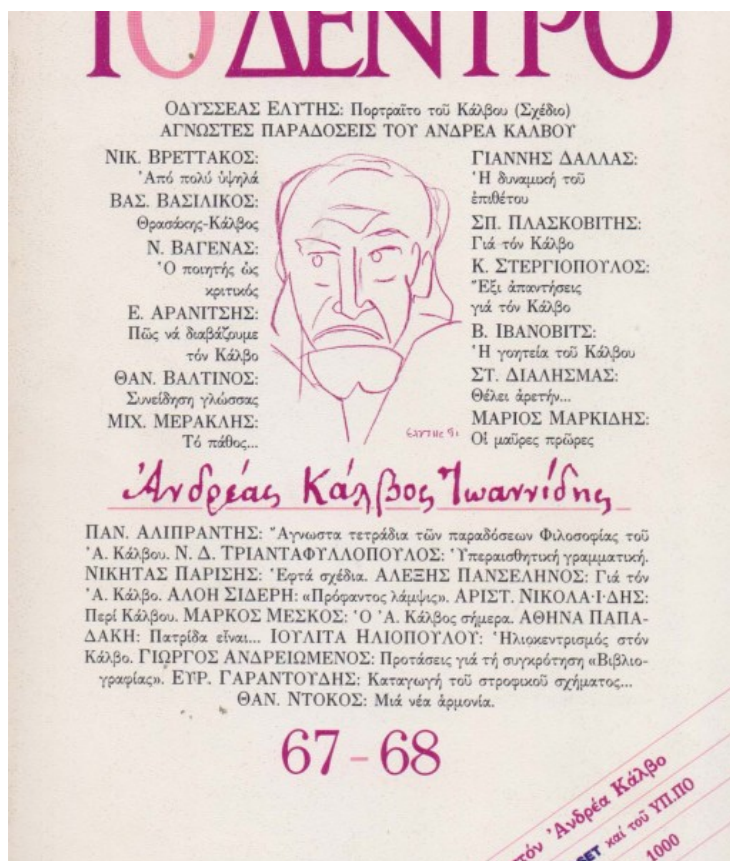 ΤΟ ΔΕΝΤΡΟ
ΟΔΥΣΣΕΑΣ ΕΛΥΤΗΣ: Πορτραῖτο τοῦ Κάλβου (Σχέδιο)
ΑΓΝΩΣΤΕΣ ΠΑΡΑΔΟΣΕΙΣ ΤΟΥ ΑΝΔΡΕΑ ΚΑΛΒΟΥ
ΝΙΚ. ΒΡΕΤΤΑΚΟΣ:
Ἀπό πολύ ὑψηλά
ΒΑΣ. ΒΑΣΙΛΙΚΟΣ:
Θρασάκης-Κάλβος
Ν. ΒΑΓΕΝΑΣ:
Ὁ ποιητής ὡς
κριτικός
Ε. ΑΡΑΝΙΤΣΗΣ:
Πῶς νά διαβάζουμε
τόν Κάλβο
ΘΑΝ. ΒΑΛΤΙΝΟΣ:
Συνείδηση γλώσσας
ΜΙΧ. ΜΕΡΑΚΛΗΣ:
Τό πάθος...
ΓΙΑΝΝΗΣ ΔΑΛΛΑΣ:
Ἡ δυναμική τοῦ
ἐπιθέτου
ΣΠ. ΠΛΑΣΚΟΒΙΤΗΣ:
Γιά τόν Κάλβο
Κ. ΣΤΕΡΓΙΟΠΟΥΛΟΣ:
Ἕξι ἀπαντήσεις
γιά τόν Κάλβο
Β. ΙΒΑΝΟΒΙΤΣ:
Ἡ γοητεία τοῦ Κάλβου
ΣΤ. ΔΙΑΛΗΣΜΑΣ:
Θέλει ἀρετήν...
ΜΑΡΙΟΣ ΜΑΡΚΙΔΗΣ:
Οἱ μαῦρες πρῶρες
ΕΛΥΤΗΣ 91
Ἀνδρέας Κάλβος Ἰωαννίδης
ΠΑΝ. ΑΛΙΠΡΑΝΤΗΣ: Ἄγνωστα τετράδια τῶν παραδόσεων Φιλοσοφίας τοῦ
Ἀ. Κάλβου. Ν. Δ. ΤΡΙΑΝΤΑΦΥΛΛΟΠΟΥΛΟΣ: Ὑπεραισθητική γραμματική.
ΝΙΚΗΤΑΣ ΠΑΡΙΣΗΣ: Ἑφτά σχέδια. ΑΛΕΞΗΣ ΠΑΝΣΕΛΗΝΟΣ: Γιά τόν
Ἀ. Κάλβο. ΑΛΟΗ ΣΙΔΕΡΗ: «Πρόφαντος λάμψις». ΑΡΙΣΤ. ΝΙΚΟΛΑ·Ι·ΔΗΣ:
Περί Κάλβου. ΜΑΡΚΟΣ ΜΕΣΚΟΣ: Ὁ Ἀ. Κάλβος σήμερα. ΑΘΗΝΑ ΠΑΠΑ-
ΔΑΚΗ: Πατρίδα εἶναι... ΙΟΥΛΙΤΑ ΗΛΙΟΠΟΥΛΟΥ: Ἡλιοκεντρισμός στόν
Κάλβο. ΓΙΩΡΓΟΣ ΑΝΔΡΕΙΩΜΕΝΟΣ: Προτάσεις γιά τή συγκρότηση «Βιβλιο-
γραφίας». ΕΥΡ. ΓΑΡΑΝΤΟΥΔΗΣ: Καταγωγή τοῦ στροφικοῦ σχήματος...
ΘΑΝ. ΝΤΟΚΟΣ: Μιά νέα ἁρμονία.
67-68
τόν Ἀνδρέα Κάλβο
καί τοῦ ΥΠ.ΠΟ
1000